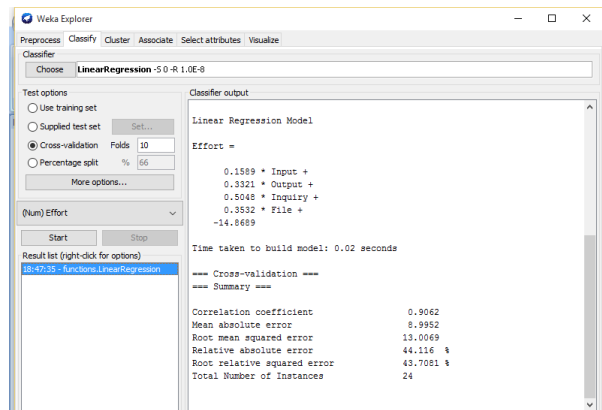 Weka Explorer
Preprocess Classify Cluster Associate Select attributes Visualize
Classifier
Choose LinearRegression -S 0 -R 1.0E-8
Test options
Use training set
Supplied test set Set...
Cross-validation Folds 10
Percentage split % 66
More options...
(Num) Effort
Start Stop
Result list (right-click for options)
18:47:35 - functions.LinearRegression
Classifier output
Linear Regression Model
Effort =
0.1589 * Input +
0.3321 * Output +
0.5048 * Inquiry +
0.3532 * File +
-14.8689
Time taken to build model: 0.02 seconds
=== Cross-validation ===
=== Summary ===
Correlation coefficient 0.9062
Mean absolute error 8.9952
Root mean squared error 13.0069
Relative absolute error 44.116 %
Root relative squared error 43.7081 %
Total Number of Instances 24